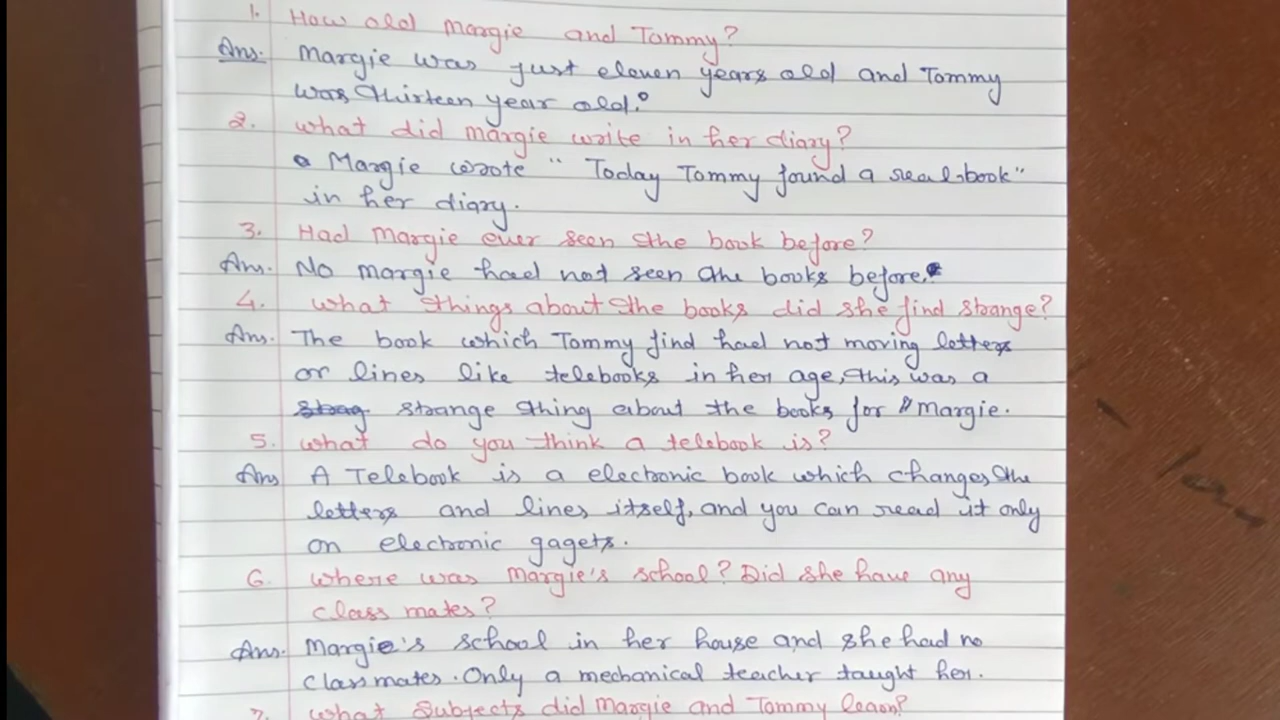 1. How old margie and Tommy?
Ans. Margie was just eleven years old and Tommy
was thirteen year old.
2. what did margie write in her diary?
Margie wrote " Today Tommy found a real book"
in her diary.
3. Had margie ever seen the book before?
Ans. No margie had not seen the books before.
4. what things about the books did she find strange?
Ans. The book which Tommy find had not moving letters
or lines like telebooks in her age, this was a
strange thing about the books for Margie.
5. what do you think a telebook is?
Ans A Telebook is a electronic book which changes the
letters and lines itself, and you can read it only
on electronic gagets.
6. where was Margie's school? Did she have any
class mates?
Ans. Margie's school in her house and she had no
classmates. Only a mechanical teacher taught her.
7. what subjects did Margie and Tommy learn?